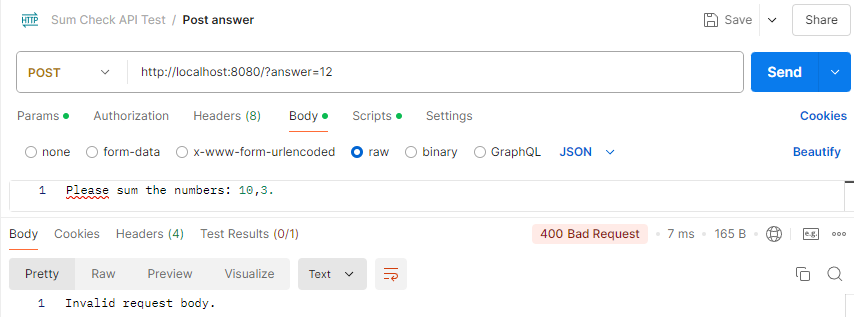 HTTP Sum Check API Test / Post answer Save Share
POST http://localhost:8080/?answer=12 Send
Params Authorization Headers (8) Body Scripts Settings Cookies
none form-data x-www-form-urlencoded raw binary GraphQL JSON Beautify
1 Please sum the numbers: 10,3.
Body Cookies Headers (4) Test Results (0/1) 400 Bad Request 7 ms 165 B e.g.
Pretty Raw Preview Visualize Text
1 Invalid request body.